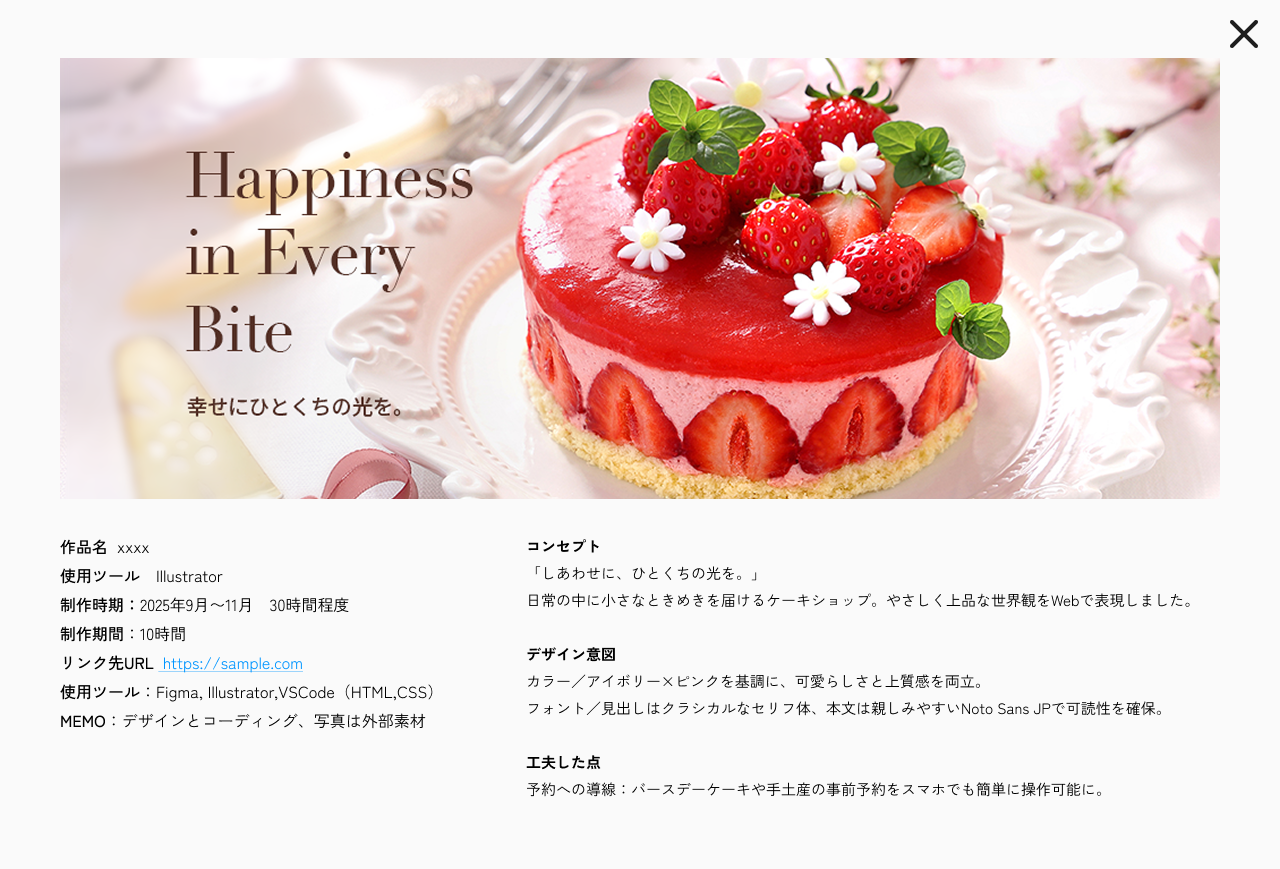 Happiness
in Every
Bite
幸せにひとくちの光を。
作品名 xxxx
使用ツール　Illustrator
制作時期：2025年9月〜11月　30時間程度
制作期間：10時間
リンク先URL https://sample.com
使用ツール：Figma, Illustrator,VSCode（HTML,CSS）
MEMO：デザインとコーディング、写真は外部素材
コンセプト
「しあわせに、ひとくちの光を。」
日常の中に小さなときめきを届けるケーキショップ。やさしく上品な世界観をWebで表現しました。
デザイン意図
カラー／アイボリー×ピンクを基調に、可愛らしさと上質感を両立。
フォント／見出しはクラシカルなセリフ体、本文は親しみやすいNoto Sans JPで可読性を確保。
工夫した点
予約への導線：バースデーケーキや手土産の事前予約をスマホでも簡単に操作可能に。